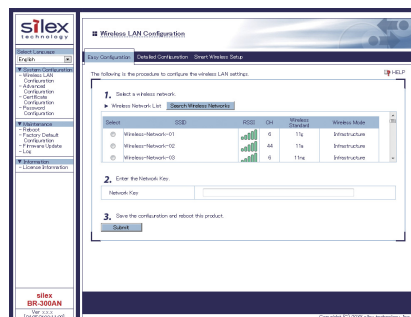 silex
technology
Select Language
English
▼ System Configuration
- Wireless LAN
Configuration
- Advanced
Configuration
- Certificate
Configuration
- Password
Configuration
▼ Maintenance
- Reboot
- Factory Default
Configuration
- Firmware Update
- Log
▼ Information
- License Information
silex
BR-300AN
Ver x.x.x
Wireless LAN Configuration
Easy Configuration Detailed Configuration Smart Wireless Setup
HELP
The following is the procedure to configure the wireless LAN settings.
1. Select a wireless network.
► Wireless Network List Search Wireless Networks
Select SSID RSSI CH Wireless Standard Wireless Mode
Wireless-Network-01 6 11g Infrastructure
Wireless-Network-02 44 11a Infrastructure
Wireless-Network-03 6 11ng Infrastructure
2. Enter the Network Key.
Network Key
3. Save the configuration and reboot this product.
Submit